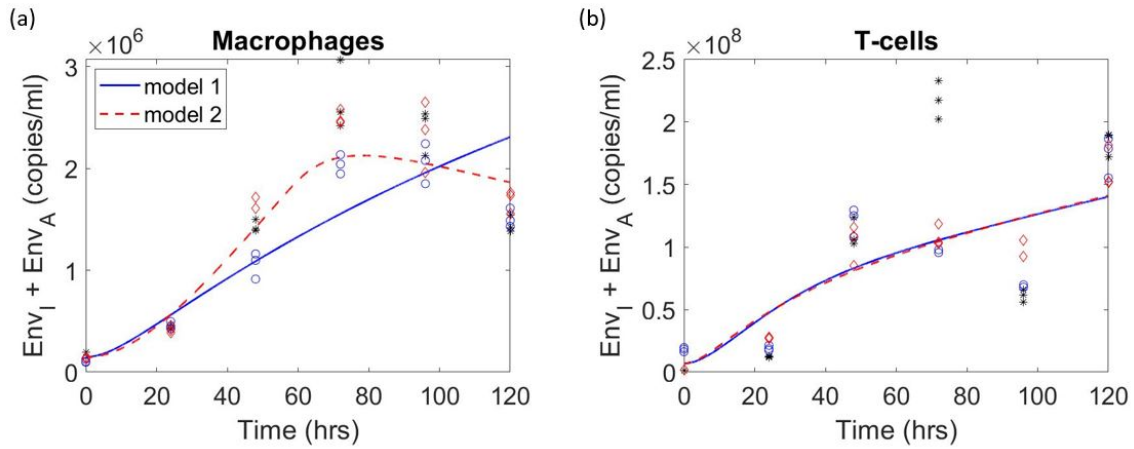 (a)
×10^6
Macrophages
model 1
model 2
Env_I + Env_A (copies/ml)
3
2
1
0
0 20 40 60 80 100 120
Time (hrs)
(b)
×10^8
T-cells
Env_I + Env_A (copies/ml)
2.5
2
1.5
1
0.5
0
0 20 40 60 80 100 120
Time (hrs)